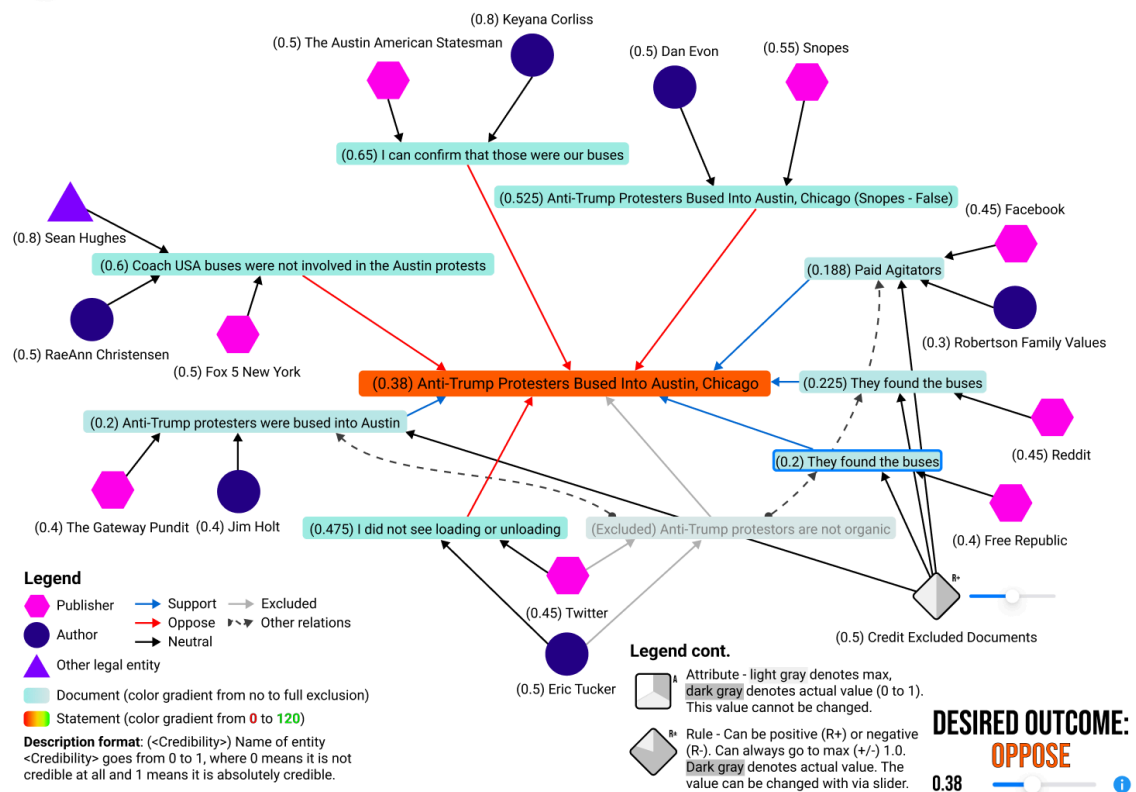 (0.8) Keyana Corliss
(0.5) The Austin American Statesman
(0.5) Dan Evon
(0.55) Snopes
(0.65) I can confirm that those were our buses
(0.525) Anti-Trump Protesters Bused Into Austin, Chicago (Snopes - False)
(0.45) Facebook
(0.8) Sean Hughes
(0.6) Coach USA buses were not involved in the Austin protests
(0.188) Paid Agitators
(0.5) RaeAnn Christensen
(0.5) Fox 5 New York
(0.3) Robertson Family Values
(0.38) Anti-Trump Protesters Bused Into Austin, Chicago
(0.225) They found the buses
(0.2) Anti-Trump protesters were bused into Austin
(0.45) Reddit
(0.2) They found the buses
(0.4) The Gateway Pundit
(0.4) Jim Holt
(0.475) I did not see loading or unloading
(Excluded) Anti-Trump protestors are not organic
(0.4) Free Republic
R+
(0.45) Twitter
(0.5) Credit Excluded Documents
(0.5) Eric Tucker
Legend
Publisher
Support
Excluded
Author
Oppose
Other relations
Neutral
Other legal entity
Document (color gradient from no to full exclusion)
Statement (color gradient from 0 to 120)
Description format: (<Credibility>) Name of entity
<Credibility> goes from 0 to 1, where 0 means it is not
credible at all and 1 means it is absolutely credible.
Legend cont.
A
Attribute - light gray denotes max,
dark gray denotes actual value (0 to 1).
This value cannot be changed.
R+
Rule - Can be positive (R+) or negative
(R-). Can always go to max (+/-) 1.0.
Dark gray denotes actual value. The
value can be changed with via slider.
DESIRED OUTCOME:
OPPOSE
0.38
i